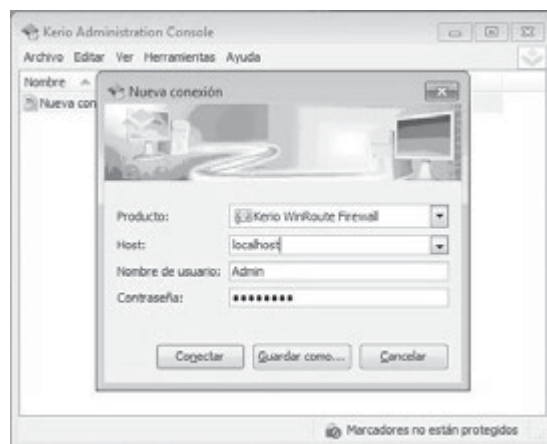 Kerio Administration Console
Archivo Editar Ver Herramientas Ayuda
Nombre
Nueva con
Nueva conexión
Producto: Kerio WinRoute Firewall
Host: localhost
Nombre de usuario: Admin
Contraseña: ••••••••
Conectar Guardar como... Cancelar
Marcadores no están protegidos